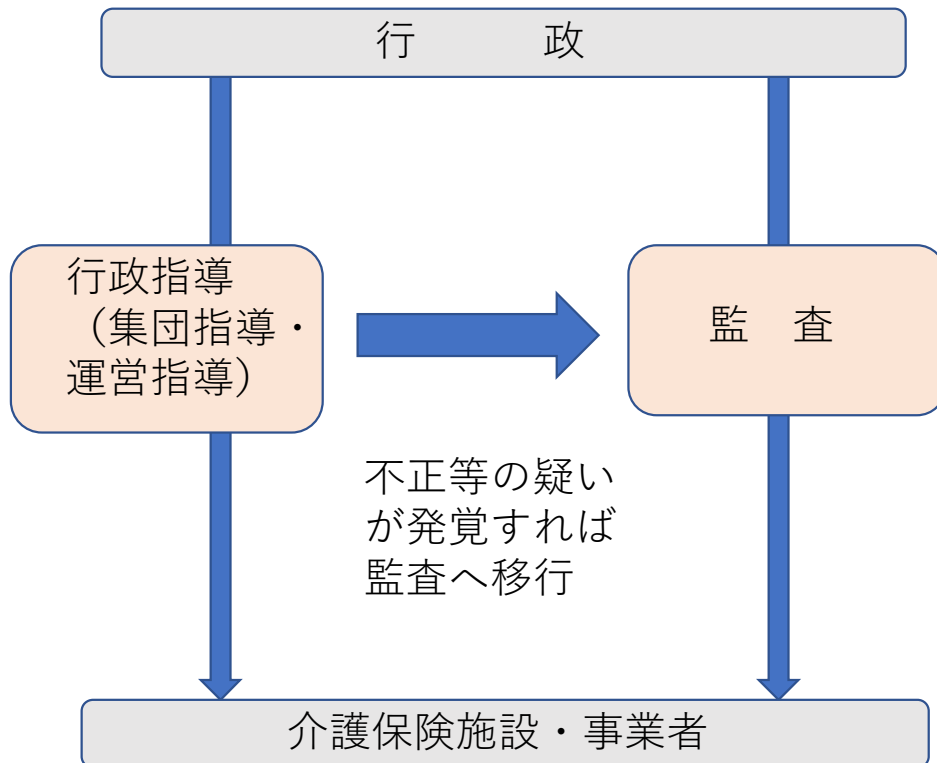 行　政
行政指導
（集団指導・
運営指導）
監　査
不正等の疑い
が発覚すれば
監査へ移行
介護保険施設・事業者